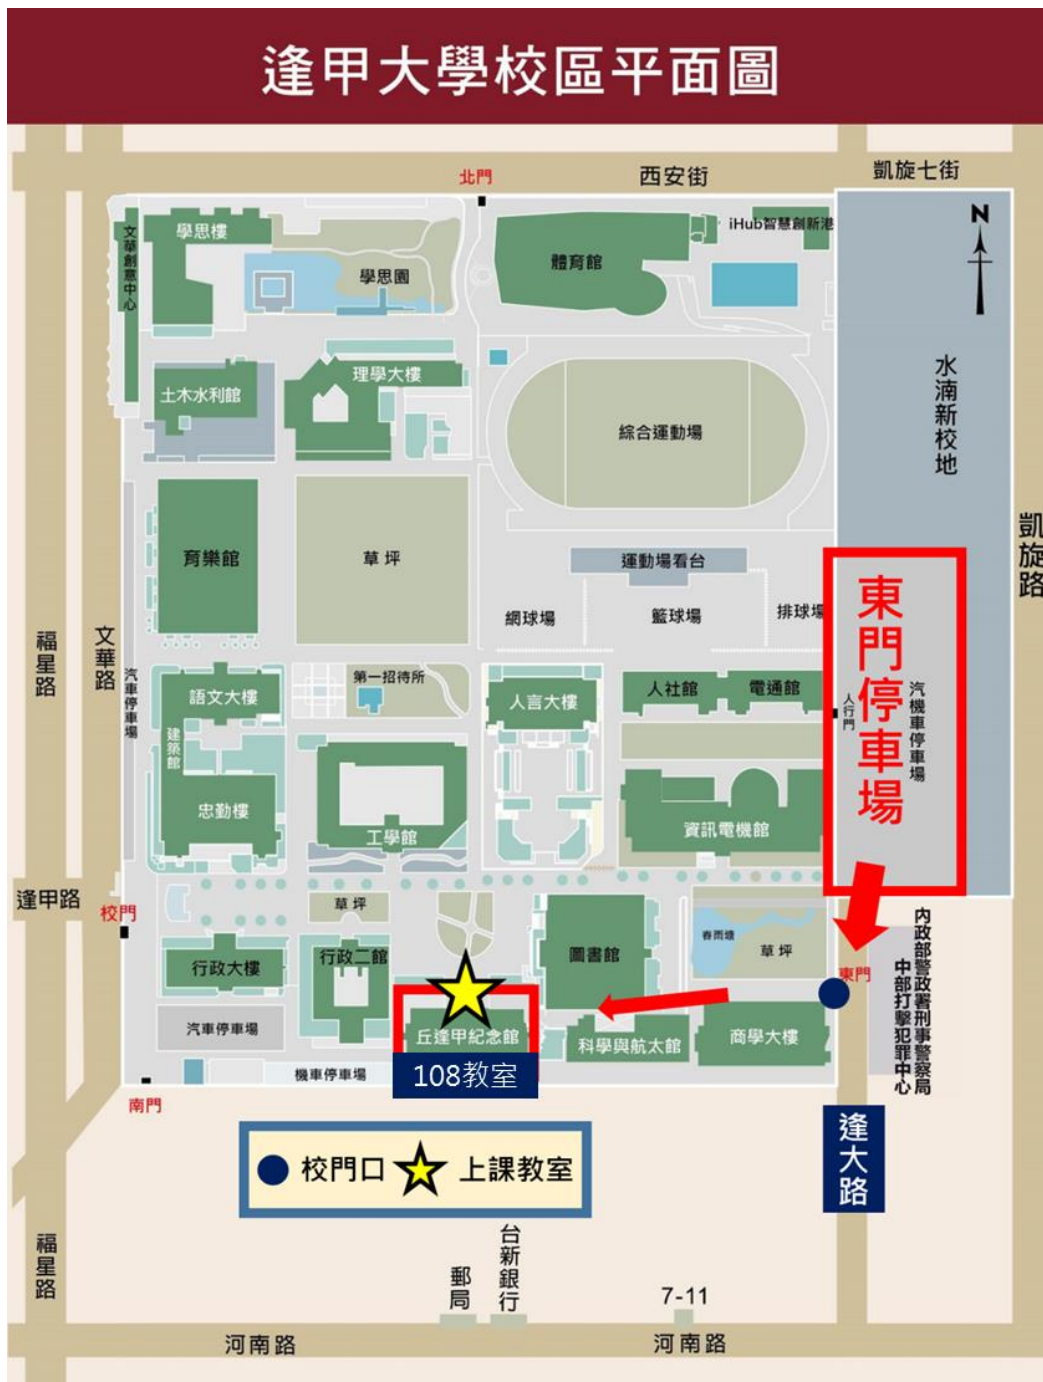 逢甲大學校區平面圖
北門
西安街
凱旋七街
文華創意中心
學思樓
學思園
體育館
iHub智慧創新港
N
土木水利館
理學大樓
綜合運動場
水湳新校地
凱旋路
育樂館
草坪
運動場看台
網球場
籃球場
排球場
東門停車場
汽機車停車場
人行門
福星路
文華路
汽車停車場
語文大樓
建築館
忠勤樓
第一招待所
人言大樓
人社館
電通館
工學館
資訊電機館
逢甲路
校門
草坪
行政大樓
行政二館
圖書館
春雨塘
草坪
東門
內政部警政署刑事警察局
中部打擊犯罪中心
汽車停車場
丘逢甲紀念館
108教室
科學與航太館
商學大樓
機車停車場
南門
逢大路
校門口
上課教室
福星路
郵局
台新銀行
7-11
河南路
河南路